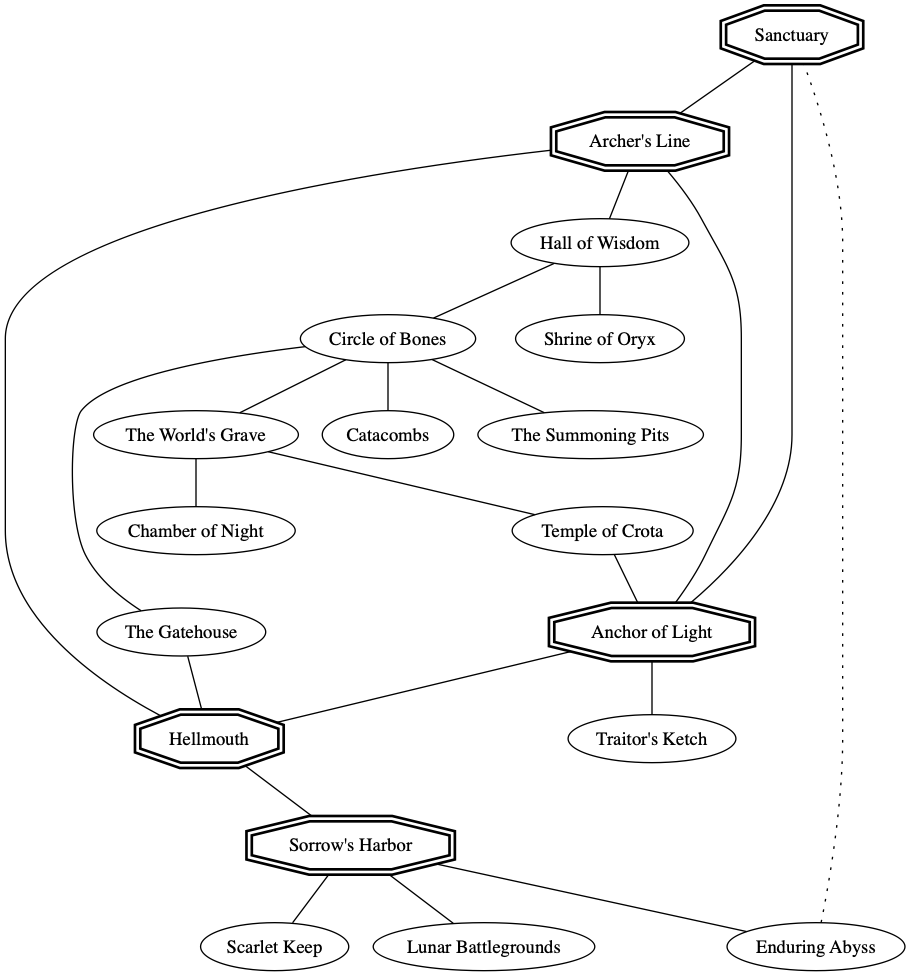 Sanctuary
Archer's Line
Hall of Wisdom
Circle of Bones
Shrine of Oryx
The World's Grave
Catacombs
The Summoning Pits
Chamber of Night
Temple of Crota
The Gatehouse
Anchor of Light
Hellmouth
Traitor's Ketch
Sorrow's Harbor
Scarlet Keep
Lunar Battlegrounds
Enduring Abyss